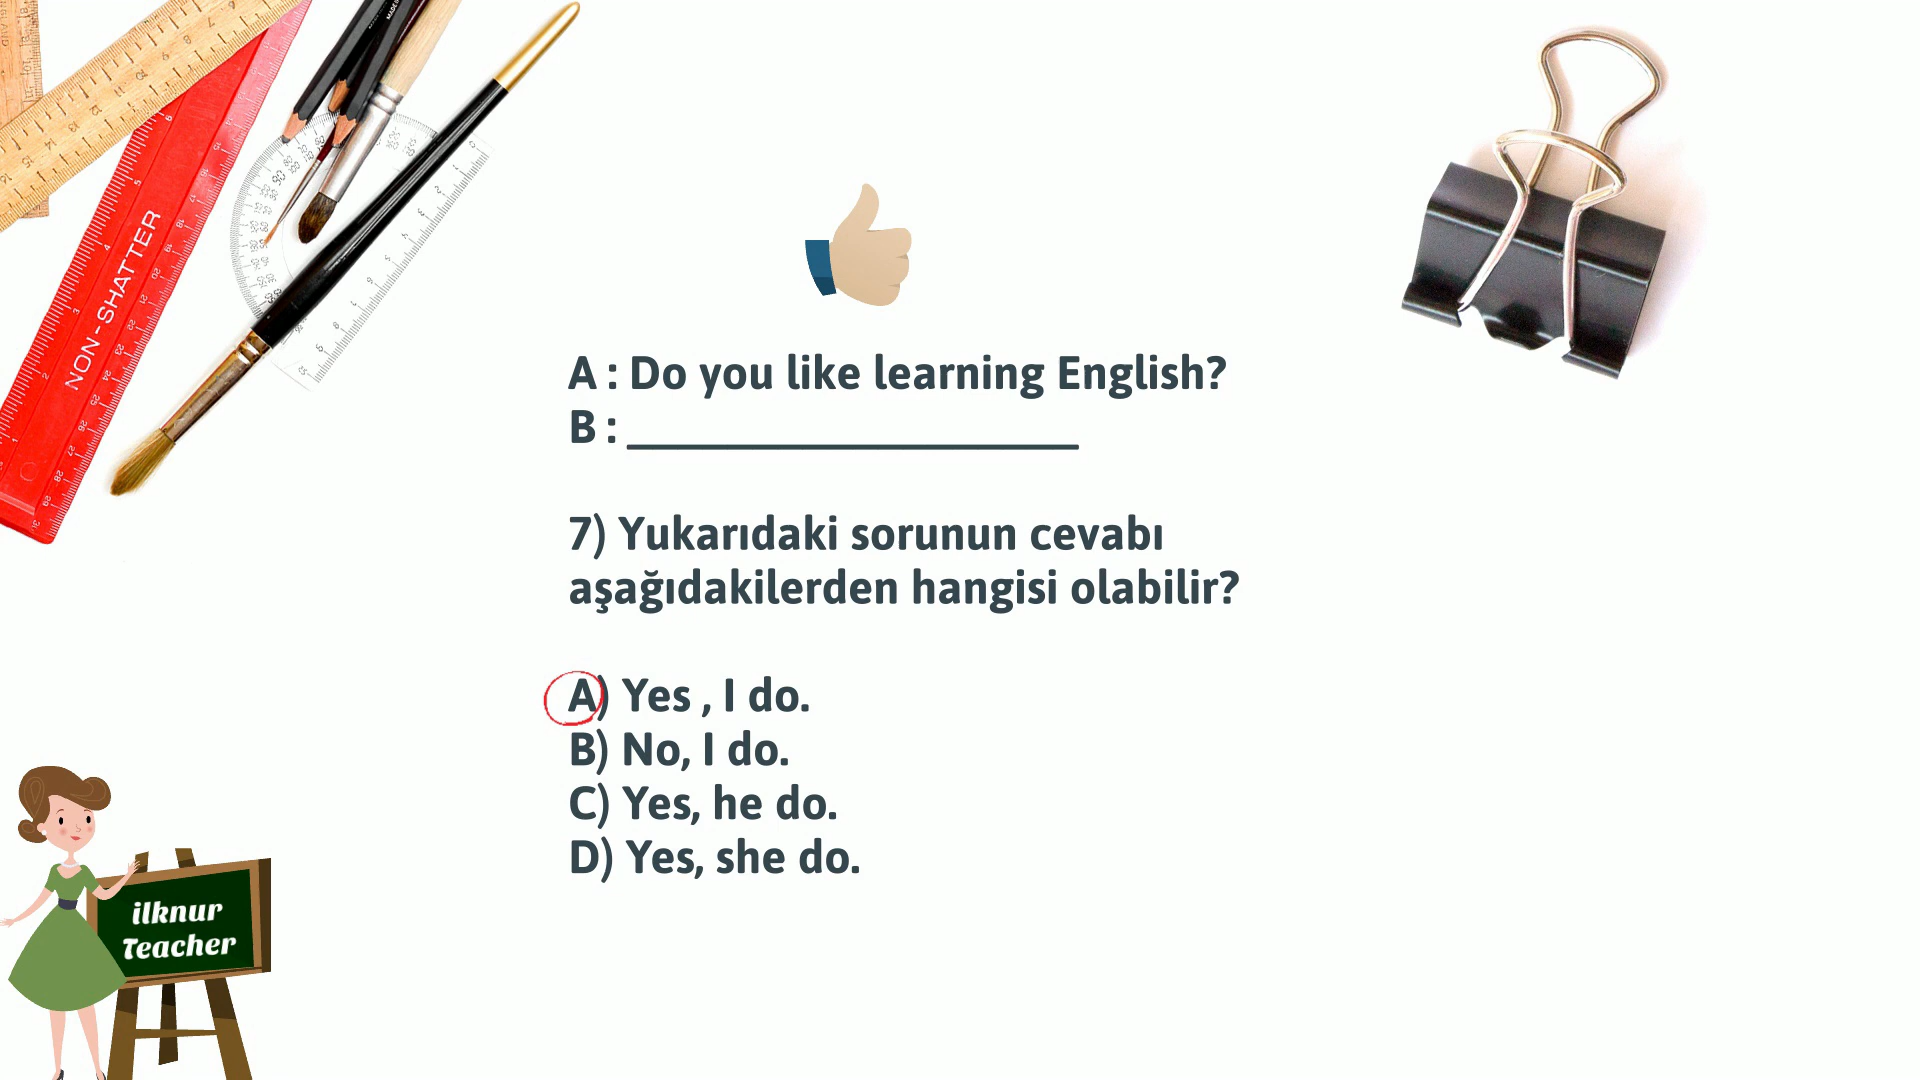 NON-SHATTER
A : Do you like learning English?
B : ____________________
7) Yukarıdaki sorunun cevabı
aşağıdakilerden hangisi olabilir?
A) Yes , I do.
B) No, I do.
C) Yes, he do.
D) Yes, she do.
ilknur
Teacher